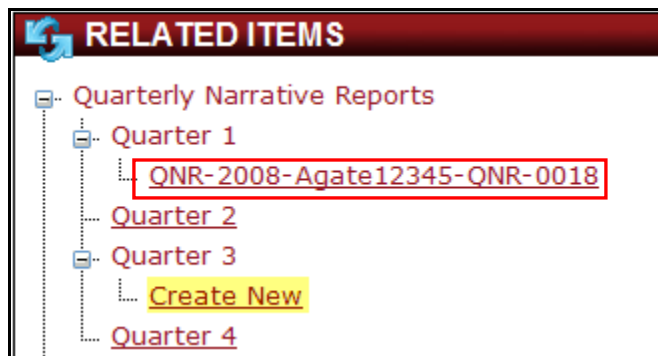 RELATED ITEMS
Quarterly Narrative Reports
Quarter 1
QNR-2008-Agate12345-QNR-0018
Quarter 2
Quarter 3
Create New
Quarter 4